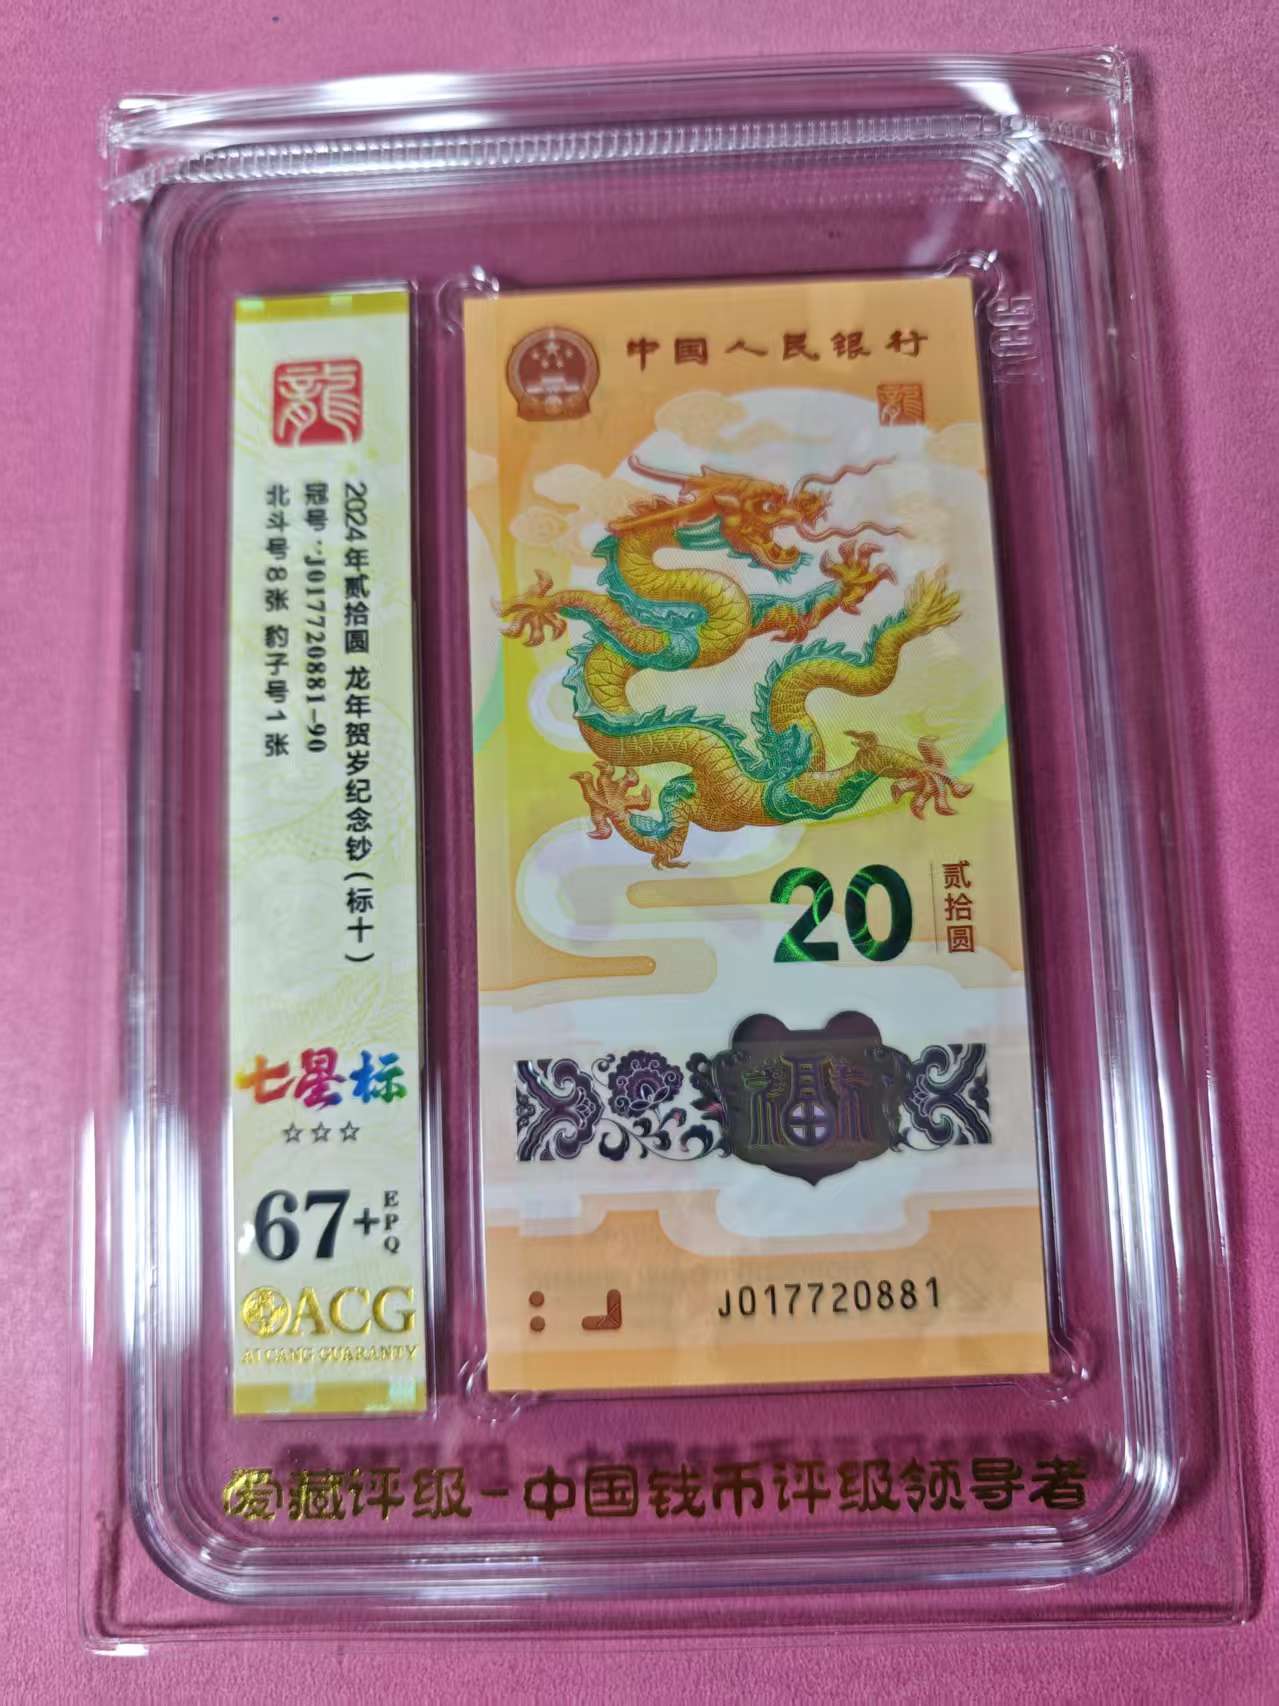 中国人民银行
龍
20
贰拾圆
福
J017720881
龍
2024年贰拾圆 龙年贺岁纪念钞（标十）
冠号：J017720881-90
北斗号8张 豹子号1张
七星标
☆☆☆
67+
EPQ
ACG
AI CANG GUARANTY
爱藏评级-中国钱币评级领导者